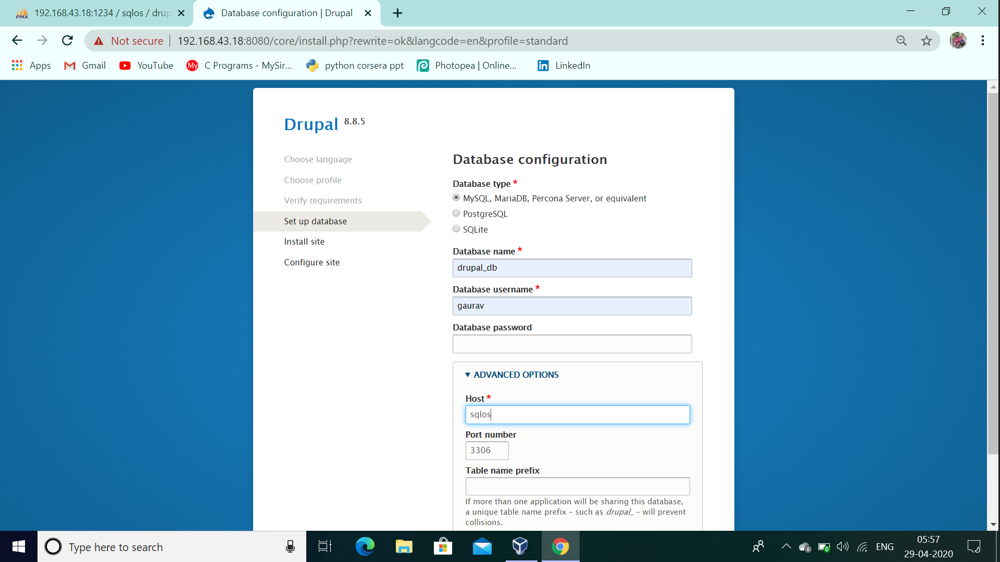 PMA 192.168.43.18:1234 / sqlos / drup
Database configuration | Drupal
Not secure 192.168.43.18:8080/core/install.php?rewrite=ok&langcode=en&profile=standard
Apps Gmail YouTube My C Programs - MySir... python corsera ppt Photopea | Online... in LinkedIn
Drupal 8.8.5
Choose language
Choose profile
Verify requirements
Set up database
Install site
Configure site
Database configuration
Database type *
MySQL, MariaDB, Percona Server, or equivalent
PostgreSQL
SQLite
Database name *
drupal_db
Database username *
gaurav
Database password
▼ ADVANCED OPTIONS
Host *
sqlos
Port number
3306
Table name prefix
If more than one application will be sharing this database,
a unique table name prefix – such as drupal_ – will prevent
collisions.
Type here to search
ENG
05:57
29-04-2020